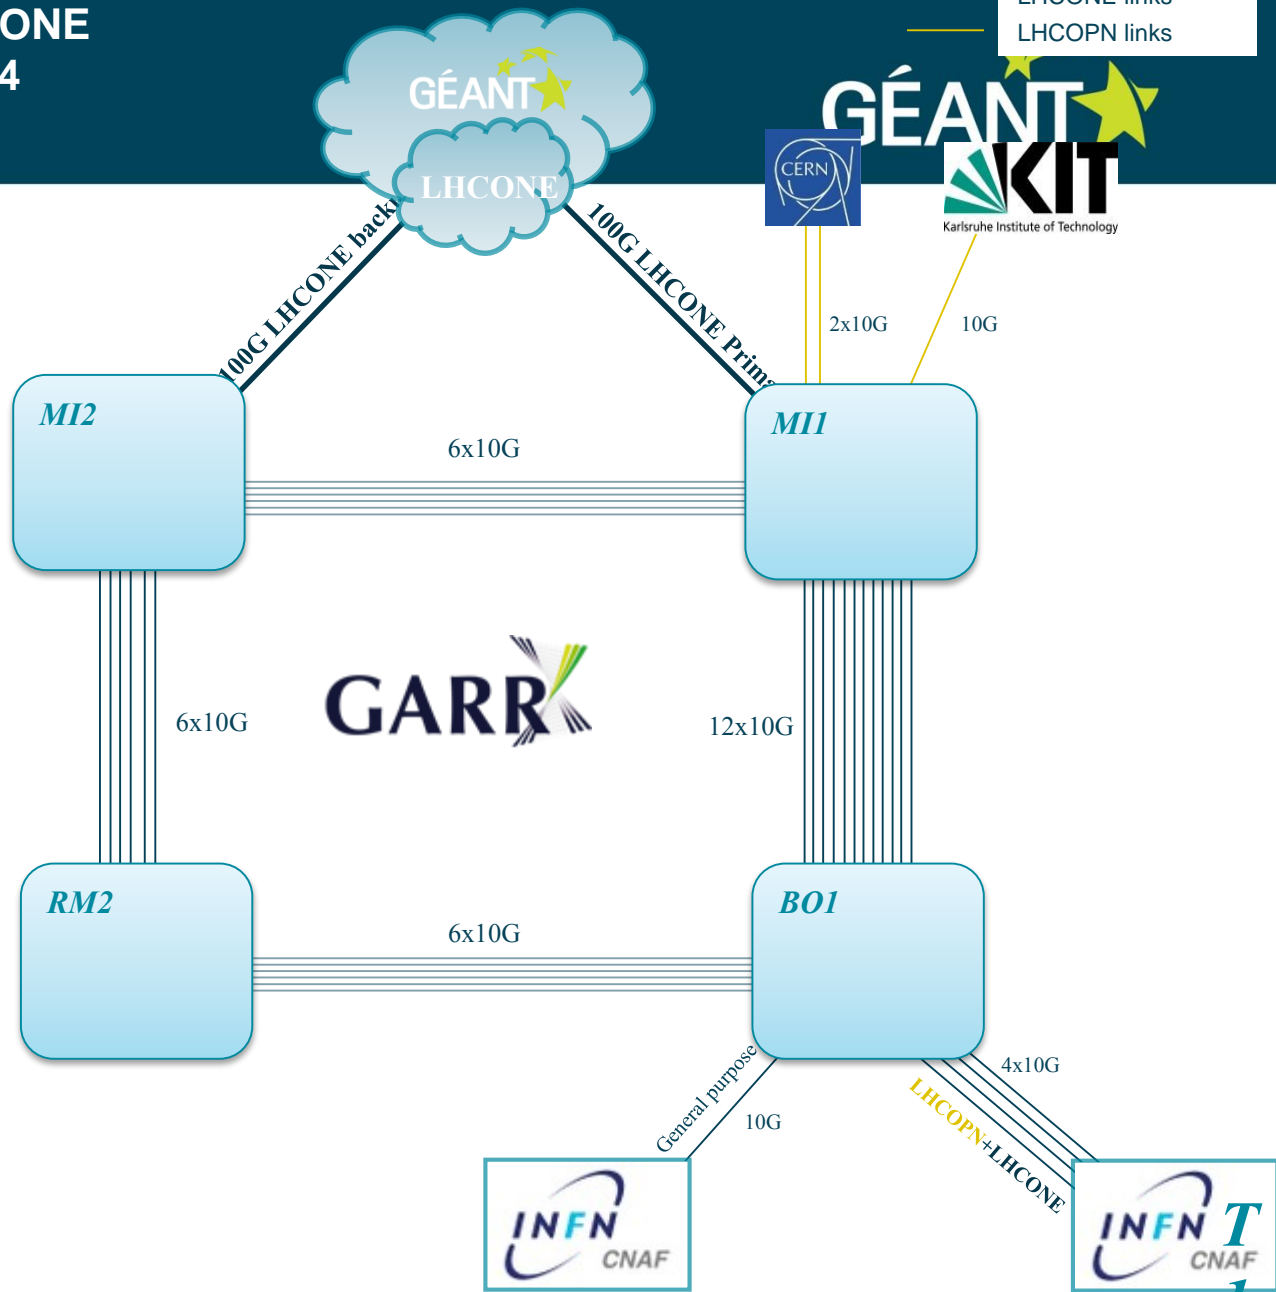 ONE
4
LHCONE links
LHCOPN links
GÉANT
GÉANT
LHCONE
CERN
KIT
Karlsruhe Institute of Technology
100G LHCONE
100G LHCONE
2x10G
10G
MI2
MI1
6x10G
GARR
6x10G
12x10G
RM2
BO1
6x10G
General purpose
10G
4x10G
LHCOPN+LHCONE
INFN
CNAF
INFN
CNAF
T